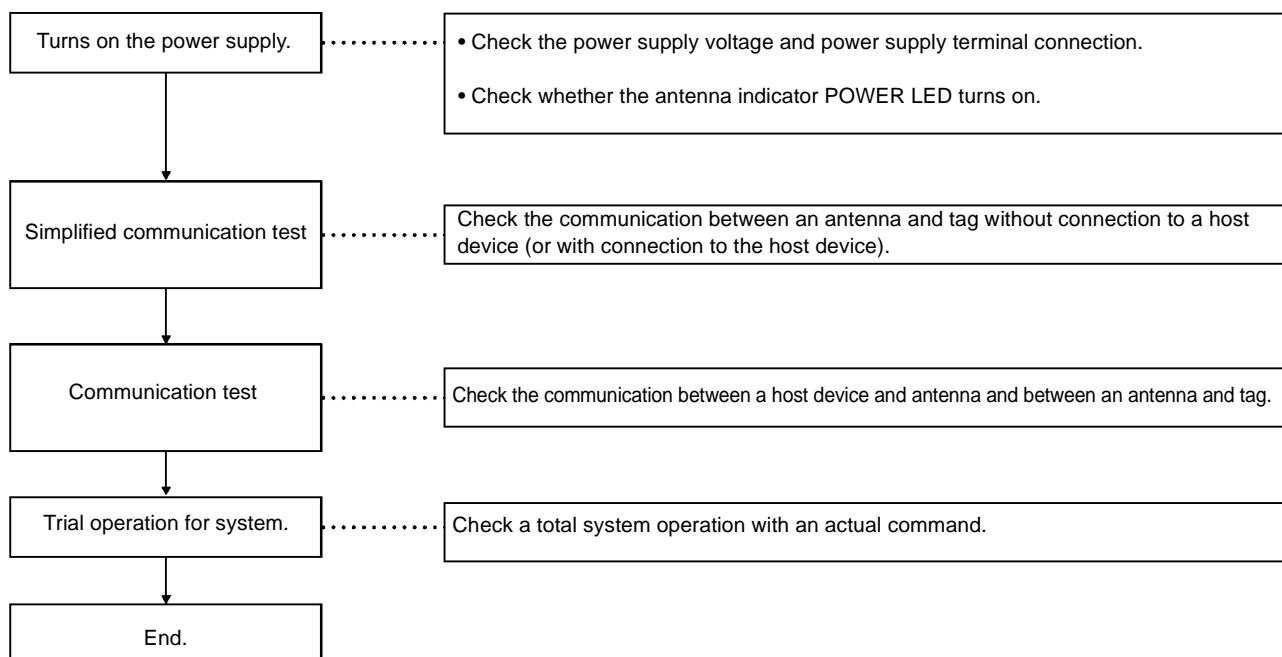 Turns on the power supply.
• Check the power supply voltage and power supply terminal connection.
• Check whether the antenna indicator POWER LED turns on.
Simplified communication test
Check the communication between an antenna and tag without connection to a host
device (or with connection to the host device).
Communication test
Check the communication between a host device and antenna and between an antenna and tag.
Trial operation for system.
Check a total system operation with an actual command.
End.